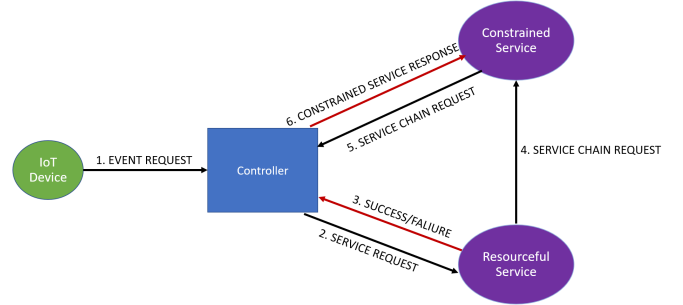 Constrained
Service
6. CONSTRAINED SERVICE RESPONSE
5. SERVICE CHAIN REQUEST
1. EVENT REQUEST
IoT
Device
Controller
4. SERVICE CHAIN REQUEST
3. SUCCESS/FALIURE
2. SERVICE REQUEST
Resourceful
Service